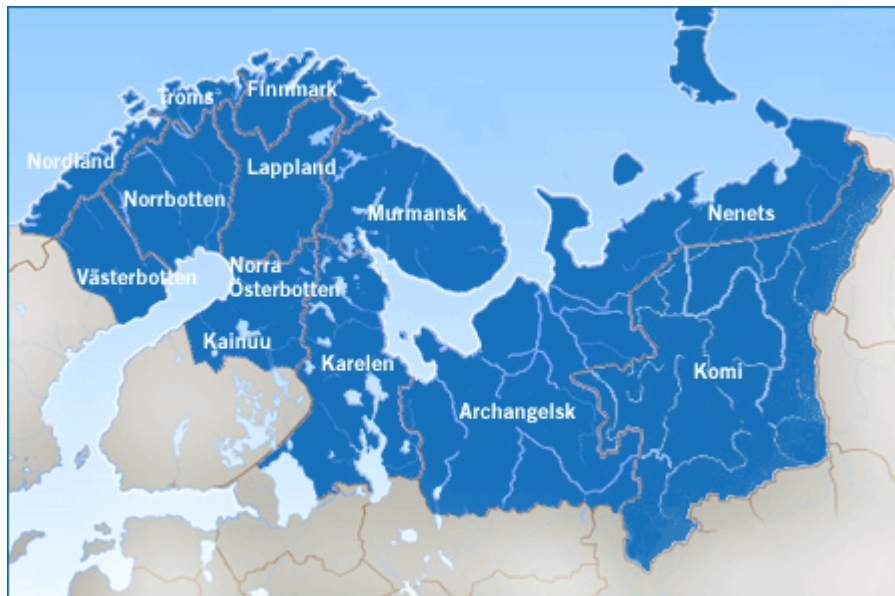 Finnmark
Troms
Nordland
Lappland
Norrbotten
Murmansk
Nenets
Västerbotten
Norra
Österbotten
Kainuu
Karelen
Komi
Archangelsk